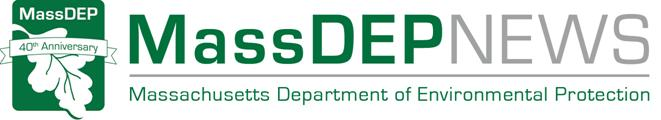 MassDEP
40th Anniversary
MassDEPNEWS
Massachusetts Department of Environmental Protection